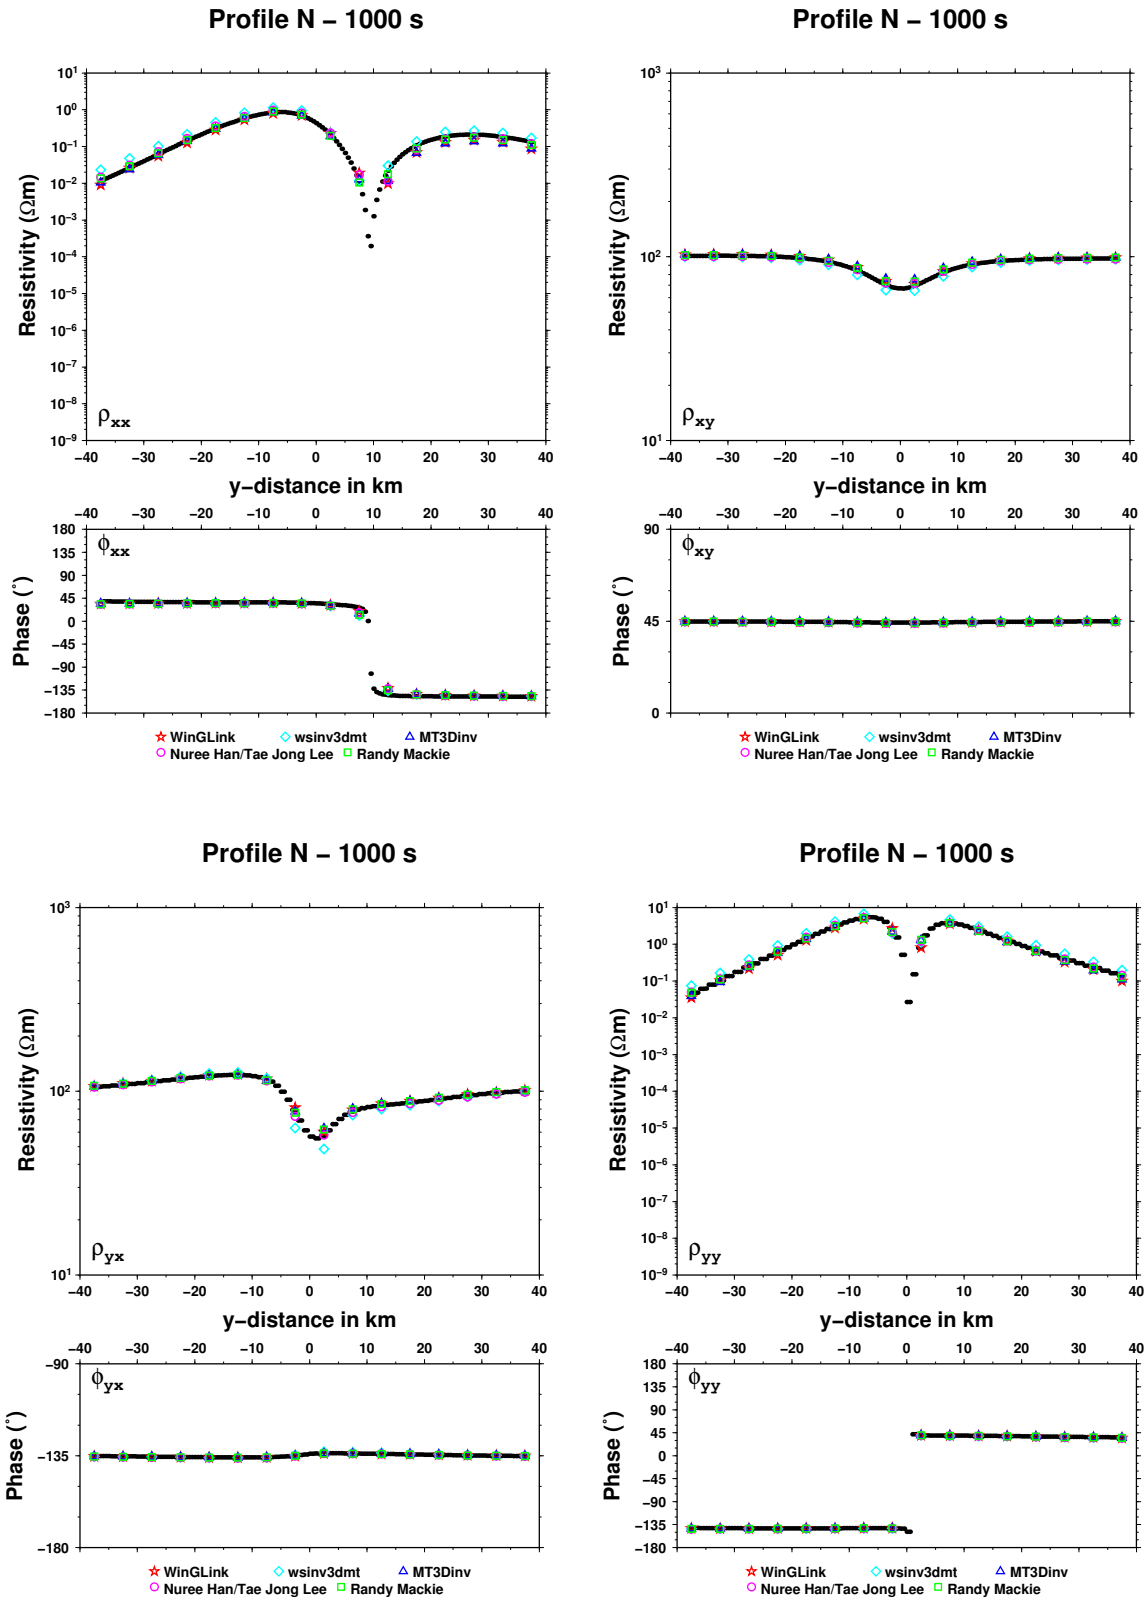 Profile N – 1000 s
Resistivity (Ωm)
10¹
10⁰
10⁻¹
10⁻²
10⁻³
10⁻⁴
10⁻⁵
10⁻⁶
10⁻⁷
10⁻⁸
10⁻⁹
ρxx
−40 −30 −20 −10 0 10 20 30 40
y−distance in km
−40 −30 −20 −10 0 10 20 30 40
Phase (°)
180
135
90
45
0
−45
−90
−135
−180
ϕxx
WinGLink wsinv3dmt MT3Dinv
Nuree Han/Tae Jong Lee Randy Mackie
Profile N – 1000 s
Resistivity (Ωm)
10³
10²
10¹
ρxy
−40 −30 −20 −10 0 10 20 30 40
y−distance in km
−40 −30 −20 −10 0 10 20 30 40
Phase (°)
90
45
0
ϕxy
WinGLink wsinv3dmt MT3Dinv
Nuree Han/Tae Jong Lee Randy Mackie
Profile N – 1000 s
Resistivity (Ωm)
10³
10²
10¹
ρyx
−40 −30 −20 −10 0 10 20 30 40
y−distance in km
−40 −30 −20 −10 0 10 20 30 40
Phase (°)
−90
−135
−180
ϕyx
WinGLink wsinv3dmt MT3Dinv
Nuree Han/Tae Jong Lee Randy Mackie
Profile N – 1000 s
Resistivity (Ωm)
10¹
10⁰
10⁻¹
10⁻²
10⁻³
10⁻⁴
10⁻⁵
10⁻⁶
10⁻⁷
10⁻⁸
10⁻⁹
ρyy
−40 −30 −20 −10 0 10 20 30 40
y−distance in km
−40 −30 −20 −10 0 10 20 30 40
Phase (°)
180
135
90
45
0
−45
−90
−135
−180
ϕyy
WinGLink wsinv3dmt MT3Dinv
Nuree Han/Tae Jong Lee Randy Mackie